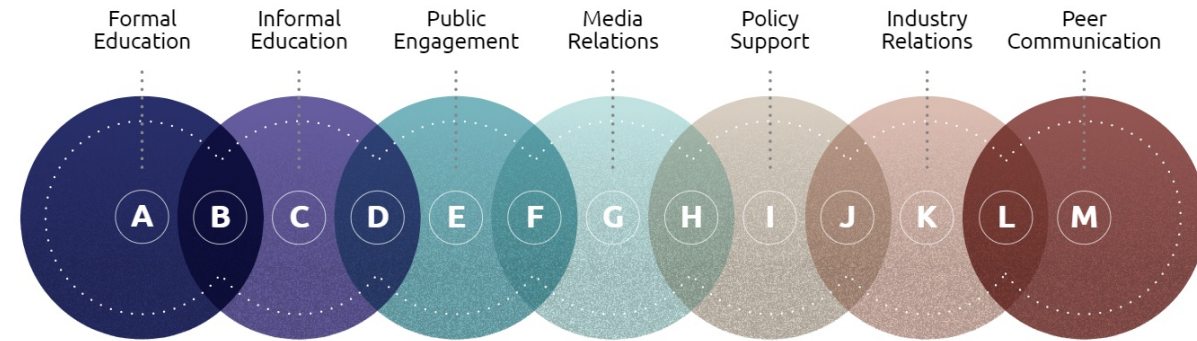 Formal
Education
Informal
Education
Public
Engagement
Media
Relations
Policy
Support
Industry
Relations
Peer
Communication
A B C D E F G H I J K L M